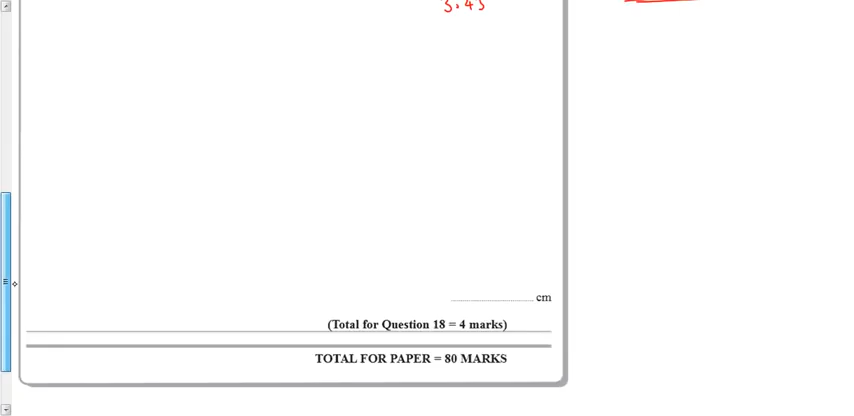 5.45
cm
(Total for Question 18 = 4 marks)
TOTAL FOR PAPER = 80 MARKS